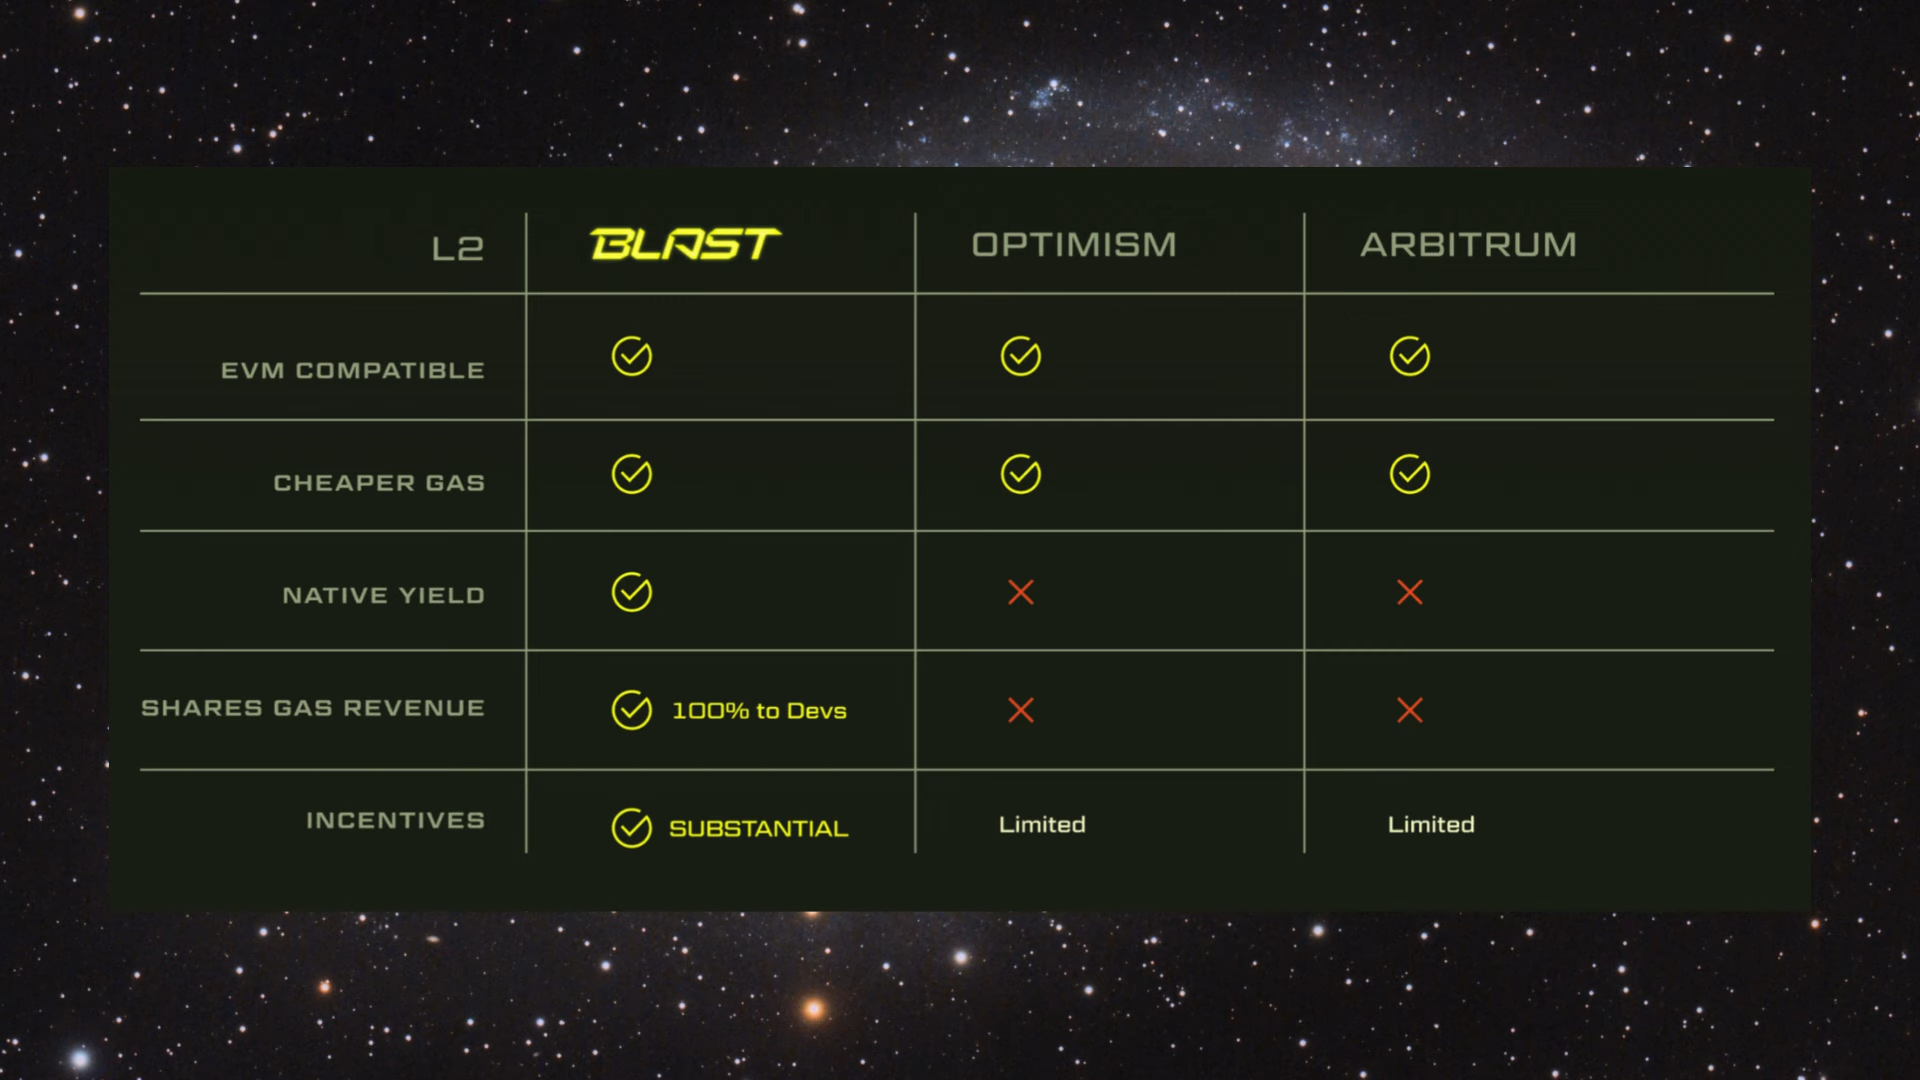 L2 BLAST OPTIMISM ARBITRUM
EVM COMPATIBLE
CHEAPER GAS
NATIVE YIELD
SHARES GAS REVENUE 100% to Devs
INCENTIVES SUBSTANTIAL Limited Limited